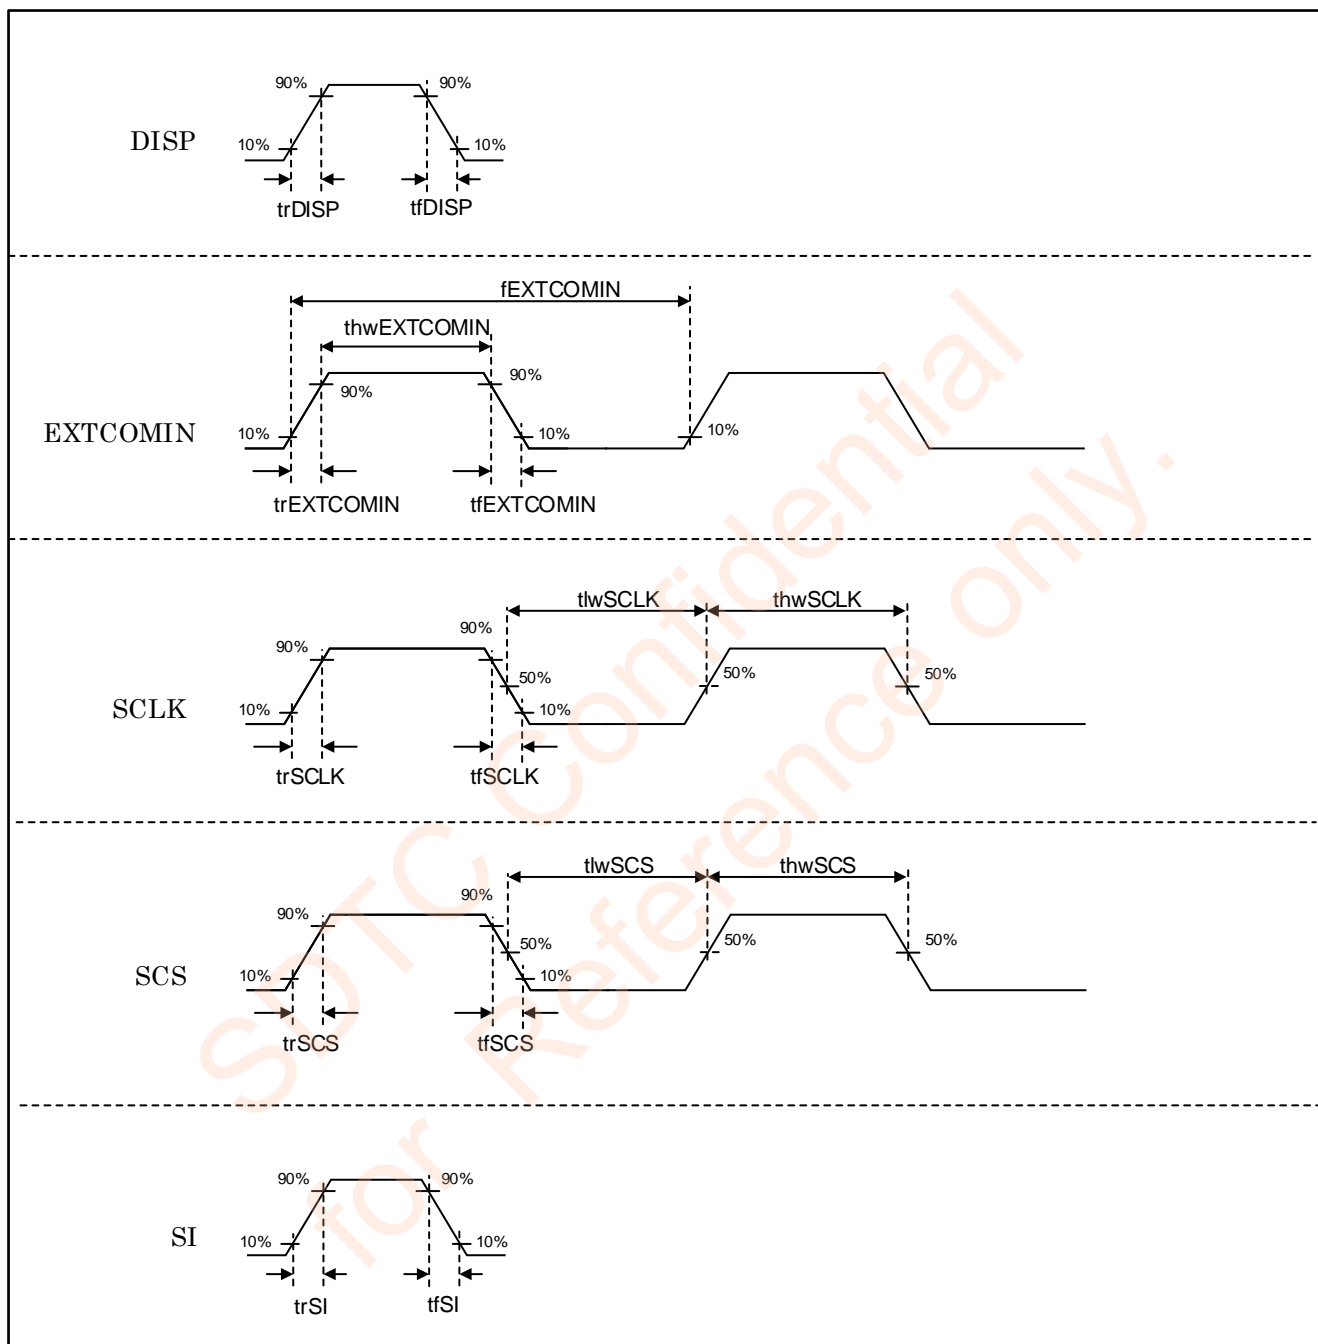 90% 90%
DISP
10% 10%
trDISP tfDISP
fEXTCOMIN
thwEXTCOMIN
90% 90%
EXTCOMIN
10% 10% 10%
trEXTCOMIN tfEXTCOMIN
tlwSCLK thwSCLK
90% 90%
50% 50% 50%
SCLK
10% 10%
trSCLK tfSCLK
tlwSCS thwSCS
90% 90%
50% 50% 50%
SCS
10% 10%
trSCS tfSCS
90% 90%
SI
10% 10%
trSI tfSI
SDTC Confidential
for Reference only.